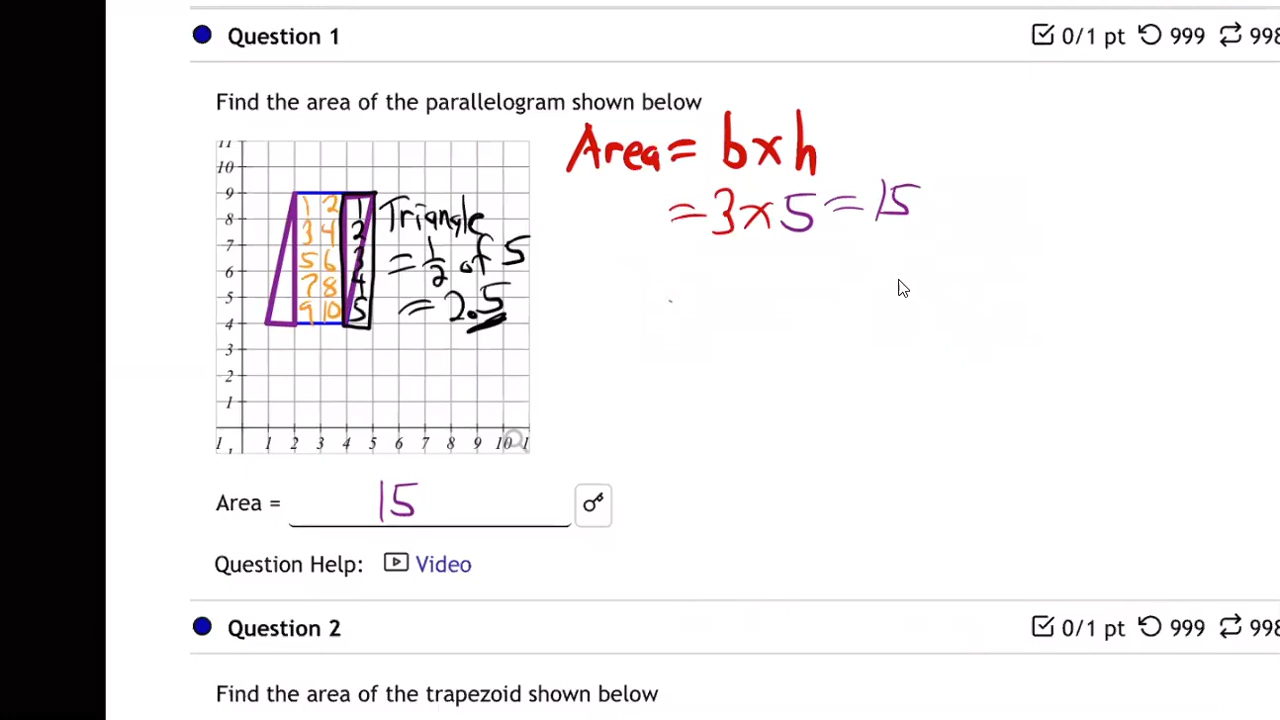 Question 1
0/1 pt 999 998
Find the area of the parallelogram shown below
Area = b x h
= 3 x 5 = 15
11
10
9
8
7
6
5
4
3
2
1
1 2 1
3 4 2
5 6 3
7 8 4
9 10 5
Triangle
= 1/2 of 5
= 2.5
1 1 2 3 4 5 6 7 8 9 10 1
Area = 15
Question Help: Video
Question 2
0/1 pt 999 998
Find the area of the trapezoid shown below